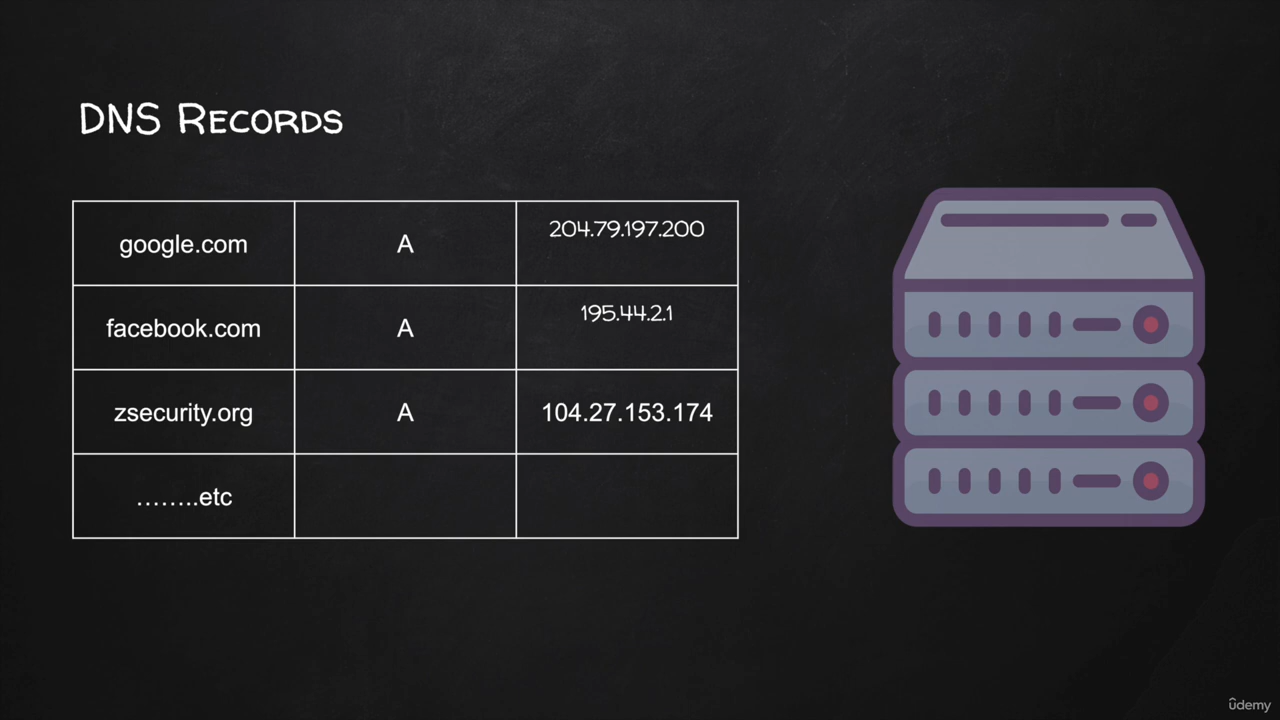 DNS Records
google.com A 204.79.197.200
facebook.com A 195.44.2.1
zsecurity.org A 104.27.153.174
........etc
ûdemy